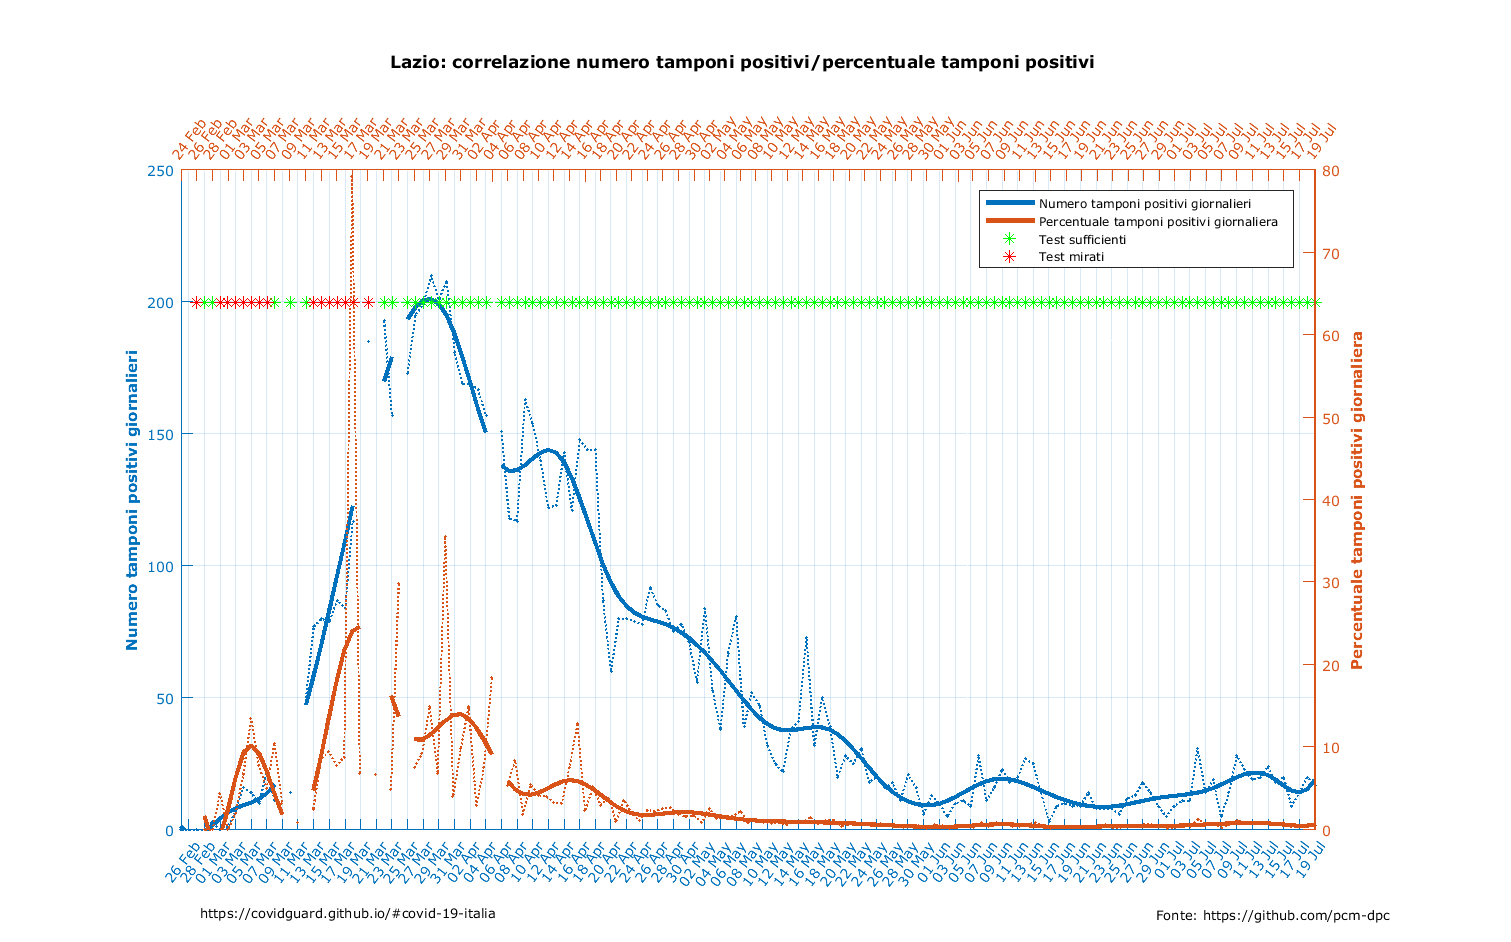 Lazio: correlazione numero tamponi positivi/percentuale tamponi positivi
24 Feb 26 Feb 28 Feb 01 Mar 03 Mar 05 Mar 07 Mar 09 Mar 11 Mar 13 Mar 15 Mar 17 Mar 21 Mar 23 Mar 25 Mar 27 Mar 29 Mar 31 Mar 02 Apr 04 Apr 06 Apr 08 Apr 10 Apr 12 Apr 14 Apr 16 Apr 18 Apr 20 Apr 22 Apr 24 Apr 26 Apr 28 Apr 30 Apr 02 May 04 May 06 May 08 May 10 May 12 May 14 May 16 May 18 May 20 May 22 May 24 May 26 May 28 May 30 May 01 Jun 03 Jun 05 Jun 07 Jun 09 Jun 11 Jun 13 Jun 15 Jun 17 Jun 19 Jun 21 Jun 23 Jun 25 Jun 27 Jun 29 Jun 01 Jul 03 Jul 05 Jul 07 Jul 09 Jul 11 Jul 13 Jul 15 Jul 17 Jul 19 Jul
250
200
150
100
50
0
Numero tamponi positivi giornalieri
Numero tamponi positivi giornalieri
Percentuale tamponi positivi giornaliera
Test sufficienti
Test mirati
80
70
60
50
40
30
20
10
0
Percentuale tamponi positivi giornaliera
26 Feb 28 Feb 01 Mar 03 Mar 05 Mar 07 Mar 09 Mar 11 Mar 13 Mar 15 Mar 17 Mar 19 Mar 21 Mar 23 Mar 25 Mar 27 Mar 29 Mar 31 Mar 02 Apr 04 Apr 06 Apr 08 Apr 10 Apr 12 Apr 14 Apr 16 Apr 18 Apr 20 Apr 22 Apr 24 Apr 26 Apr 28 Apr 30 Apr 02 May 04 May 06 May 08 May 10 May 12 May 14 May 16 May 18 May 20 May 22 May 24 May 26 May 28 May 30 May 01 Jun 03 Jun 05 Jun 07 Jun 09 Jun 11 Jun 13 Jun 15 Jun 17 Jun 19 Jun 21 Jun 23 Jun 25 Jun 27 Jun 29 Jun 01 Jul 03 Jul 05 Jul 07 Jul 09 Jul 11 Jul 13 Jul 15 Jul 17 Jul 19 Jul
https://covidguard.github.io/#covid-19-italia
Fonte: https://github.com/pcm-dpc